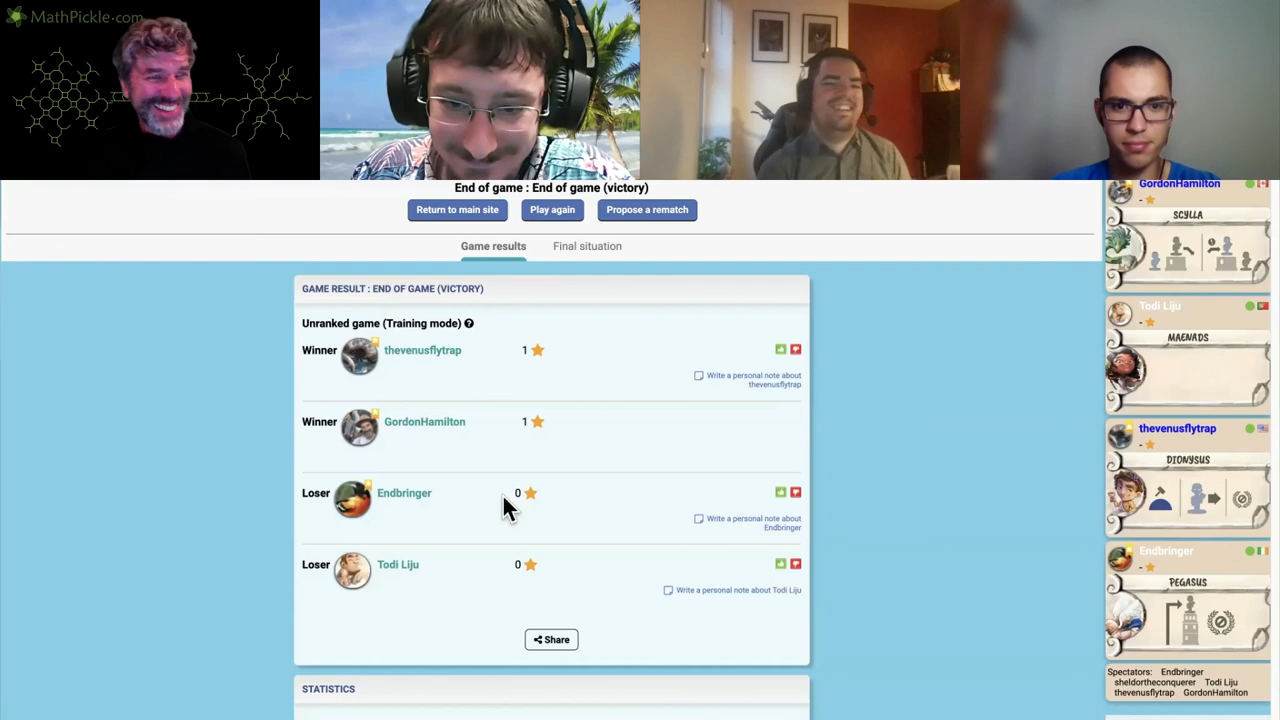 MathPickle.com
End of game : End of game (victory)
Return to main site
Play again
Propose a rematch
Game results
Final situation
GAME RESULT : END OF GAME (VICTORY)
Unranked game (Training mode)
Winner thevenusflytrap 1
Write a personal note about
thevenusflytrap
Winner GordonHamilton 1
Loser Endbringer 0
Write a personal note about
Endbringer
Loser Todi Liju 0
Write a personal note about Todi Liju
Share
STATISTICS
GordonHamilton
-
SCYLLA
Todi Liju
-
MAENADS
thevenusflytrap
-
DIONYSUS
Endbringer
-
PEGASUS
Spectators: Endbringer
sheldortheconquerer Todi Liju
thevenusflytrap GordonHamilton